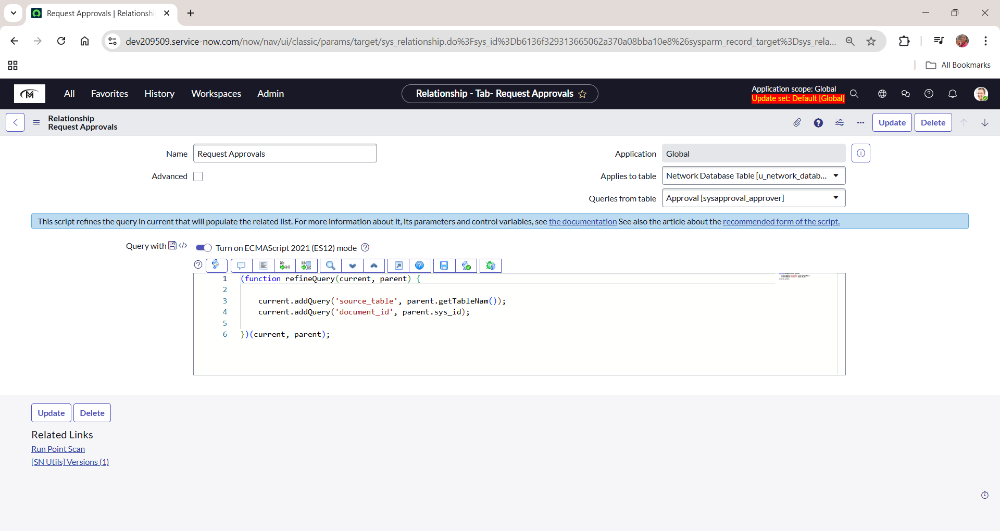 Request Approvals | Relationshi
dev209509.service-now.com/now/nav/ui/classic/params/target/sys_relationship.do%3Fsys_id%3Db6136f329313665062a370a08bba10e8%26sysparm_record_target%3Dsys_rela...
All Bookmarks
M
All Favorites History Workspaces Admin
Relationship - Tab- Request Approvals
Application scope: Global
Update set: Default [Global]
Relationship
Request Approvals
Update Delete
Name Request Approvals
Application Global
Advanced
Applies to table Network Database Table [u_network_datab...
Queries from table Approval [sysapproval_approver]
This script refines the query in current that will populate the related list. For more information about it, its parameters and control variables, see the documentation See also the article about the recommended form of the script.
Query with </> Turn on ECMAScript 2021 (ES12) mode
1 (function refineQuery(current, parent) {
2
3 current.addQuery('source_table', parent.getTableNam());
4 current.addQuery('document_id', parent.sys_id);
5
6 })(current, parent);
Update Delete
Related Links
Run Point Scan
[SN Utils] Versions (1)